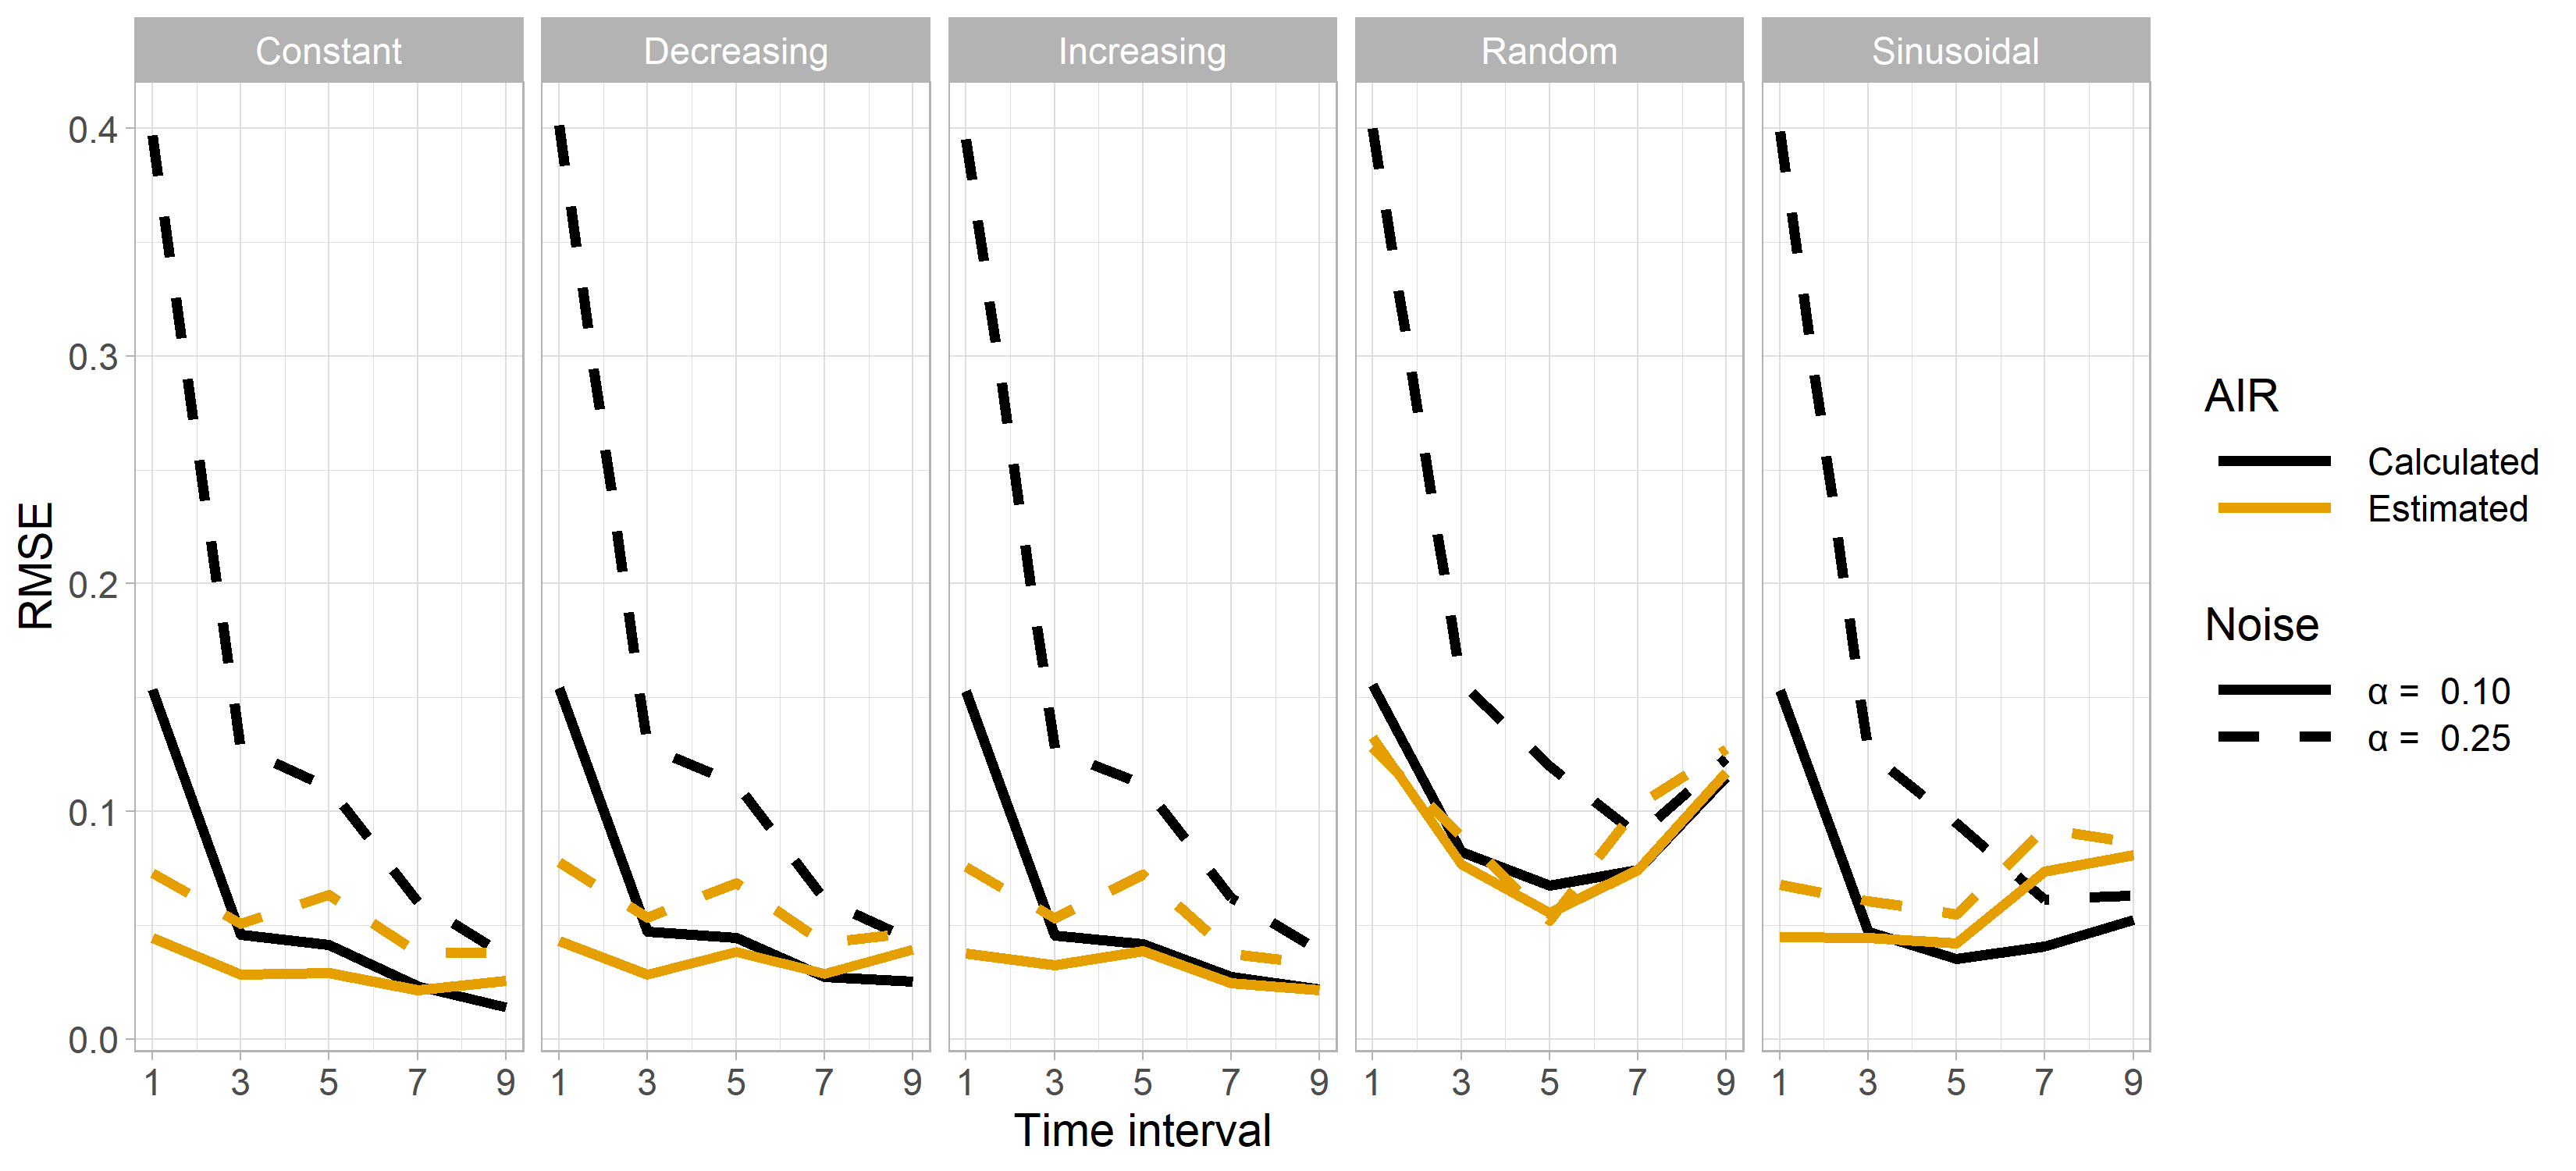 Constant Decreasing Increasing Random Sinusoidal
0.4
0.3
0.2
0.1
0.0
RMSE
1 3 5 7 9 1 3 5 7 9 1 3 5 7 9 1 3 5 7 9 1 3 5 7 9
Time interval
AIR
Calculated
Estimated
Noise
α = 0.10
α = 0.25